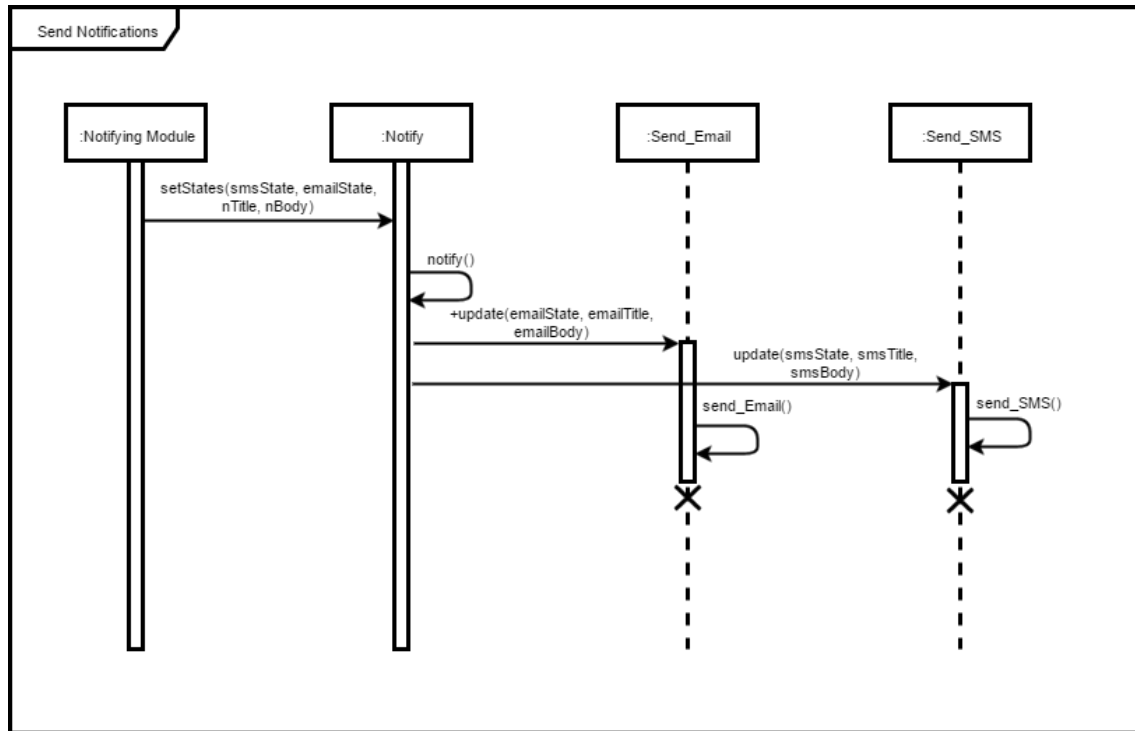 Send Notifications
:Notifying Module
:Notify
:Send_Email
:Send_SMS
setStates(smsState, emailState,
nTitle, nBody)
notify()
+update(emailState, emailTitle,
emailBody)
update(smsState, smsTitle,
smsBody)
send_Email()
send_SMS()